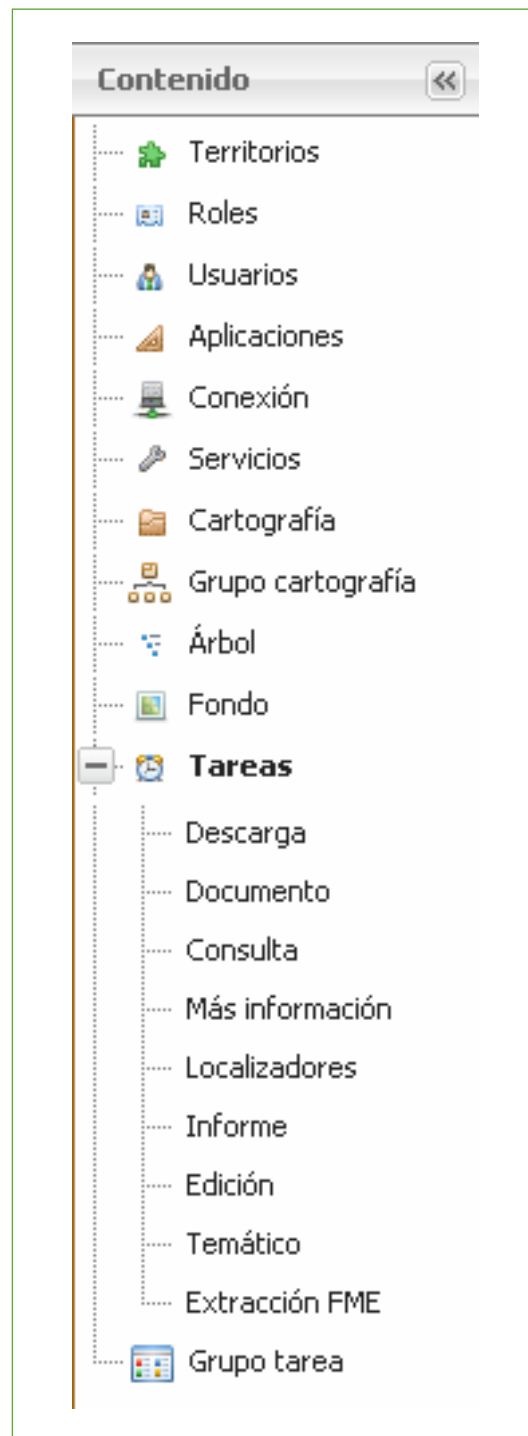 Contenido
Territorios
Roles
Usuarios
Aplicaciones
Conexión
Servicios
Cartografía
Grupo cartografía
Árbol
Fondo
Tareas
Descarga
Documento
Consulta
Más información
Localizadores
Informe
Edición
Temático
Extracción FME
Grupo tarea